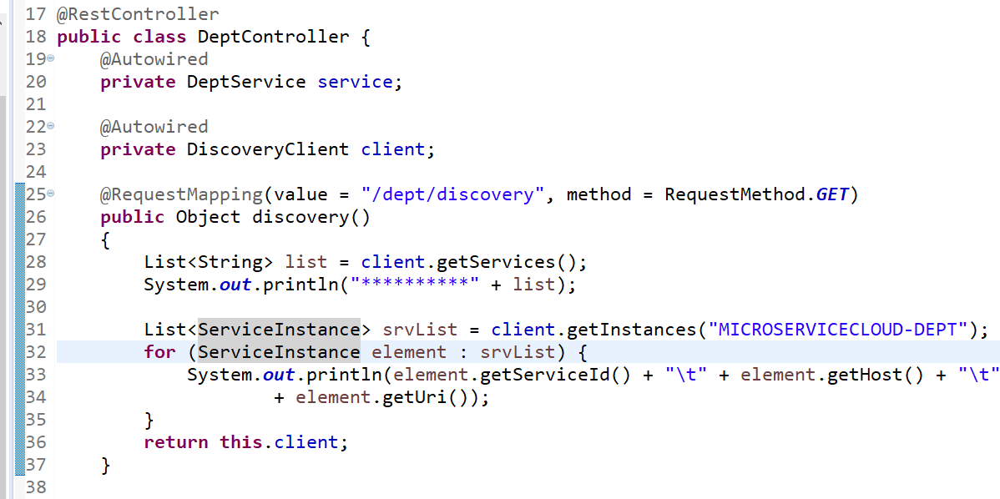 17 @RestController
18 public class DeptController {
19 @Autowired
20 private DeptService service;
21
22 @Autowired
23 private DiscoveryClient client;
24
25 @RequestMapping(value = "/dept/discovery", method = RequestMethod.GET)
26 public Object discovery()
27 {
28 List<String> list = client.getServices();
29 System.out.println("**********" + list);
30
31 List<ServiceInstance> srvList = client.getInstances("MICROSERVICECLOUD-DEPT");
32 for (ServiceInstance element : srvList) {
33 System.out.println(element.getServiceId() + "\t" + element.getHost() + "\t"
34 + element.getUri());
35 }
36 return this.client;
37 }
38